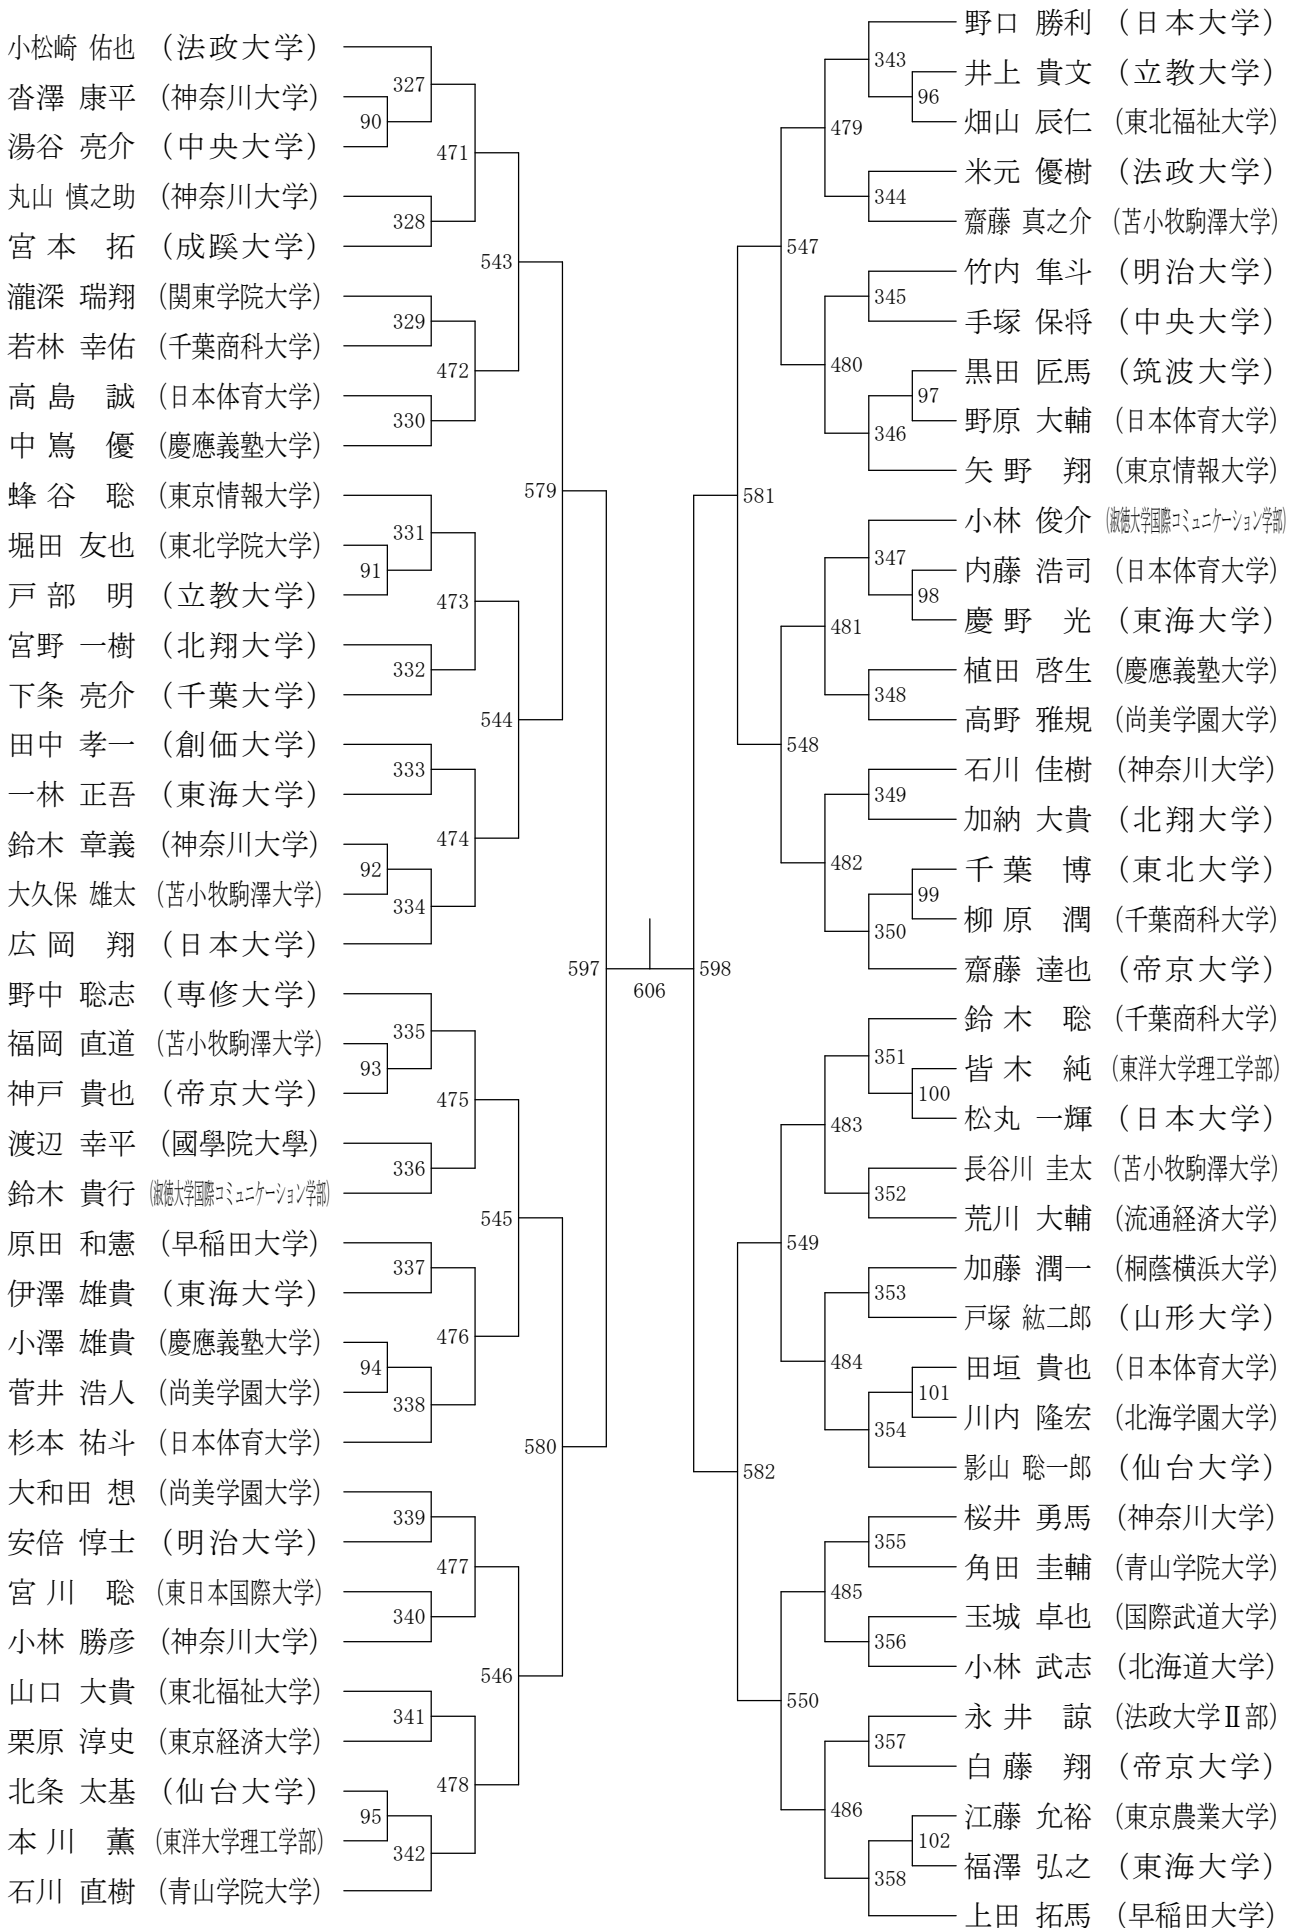 小松崎 佑也 (法政大学)
沓澤 康平 (神奈川大学)
湯谷 亮介 (中央大学)
丸山 慎之助 (神奈川大学)
宮本 拓 (成蹊大学)
瀧深 瑞翔 (関東学院大学)
若林 幸佑 (千葉商科大学)
高島 誠 (日本体育大学)
中嶌 優 (慶應義塾大学)
蜂谷 聡 (東京情報大学)
堀田 友也 (東北学院大学)
戸部 明 (立教大学)
宮野 一樹 (北翔大学)
下条 亮介 (千葉大学)
田中 孝一 (創価大学)
一林 正吾 (東海大学)
鈴木 章義 (神奈川大学)
大久保 雄太 (苫小牧駒澤大学)
広岡 翔 (日本大学)
野中 聡志 (専修大学)
福岡 直道 (苫小牧駒澤大学)
神戸 貴也 (帝京大学)
渡辺 幸平 (國學院大學)
鈴木 貴行 (淑徳大学国際コミュニケーション学部)
原田 和憲 (早稲田大学)
伊澤 雄貴 (東海大学)
小澤 雄貴 (慶應義塾大学)
菅井 浩人 (尚美学園大学)
杉本 祐斗 (日本体育大学)
大和田 想 (尚美学園大学)
安倍 惇士 (明治大学)
宮川 聡 (東日本国際大学)
小林 勝彦 (神奈川大学)
山口 大貴 (東北福祉大学)
栗原 淳史 (東京経済大学)
北条 太基 (仙台大学)
本川 薫 (東洋大学理工学部)
石川 直樹 (青山学院大学)
327
90
471
328
543
329
472
330
579
331
91
473
332
544
333
474
92
334
597
335
93
475
336
545
337
476
94
338
580
339
477
340
546
341
478
95
342
606
598
343
96
479
344
547
345
480
97
346
581
347
98
481
348
548
349
482
99
350
351
100
483
352
549
353
484
101
354
582
355
485
356
550
357
486
102
358
野口 勝利 (日本大学)
井上 貴文 (立教大学)
畑山 辰仁 (東北福祉大学)
米元 優樹 (法政大学)
齋藤 真之介 (苫小牧駒澤大学)
竹内 隼斗 (明治大学)
手塚 保将 (中央大学)
黒田 匠馬 (筑波大学)
野原 大輔 (日本体育大学)
矢野 翔 (東京情報大学)
小林 俊介 (淑徳大学国際コミュニケーション学部)
内藤 浩司 (日本体育大学)
慶野 光 (東海大学)
植田 啓生 (慶應義塾大学)
高野 雅規 (尚美学園大学)
石川 佳樹 (神奈川大学)
加納 大貴 (北翔大学)
千葉 博 (東北大学)
柳原 潤 (千葉商科大学)
齋藤 達也 (帝京大学)
鈴木 聡 (千葉商科大学)
皆木 純 (東洋大学理工学部)
松丸 一輝 (日本大学)
長谷川 圭太 (苫小牧駒澤大学)
荒川 大輔 (流通経済大学)
加藤 潤一 (桐蔭横浜大学)
戸塚 紘二郎 (山形大学)
田垣 貴也 (日本体育大学)
川内 隆宏 (北海学園大学)
影山 聡一郎 (仙台大学)
桜井 勇馬 (神奈川大学)
角田 圭輔 (青山学院大学)
玉城 卓也 (国際武道大学)
小林 武志 (北海道大学)
永井 諒 (法政大学Ⅱ部)
白藤 翔 (帝京大学)
江藤 允裕 (東京農業大学)
福澤 弘之 (東海大学)
上田 拓馬 (早稲田大学)